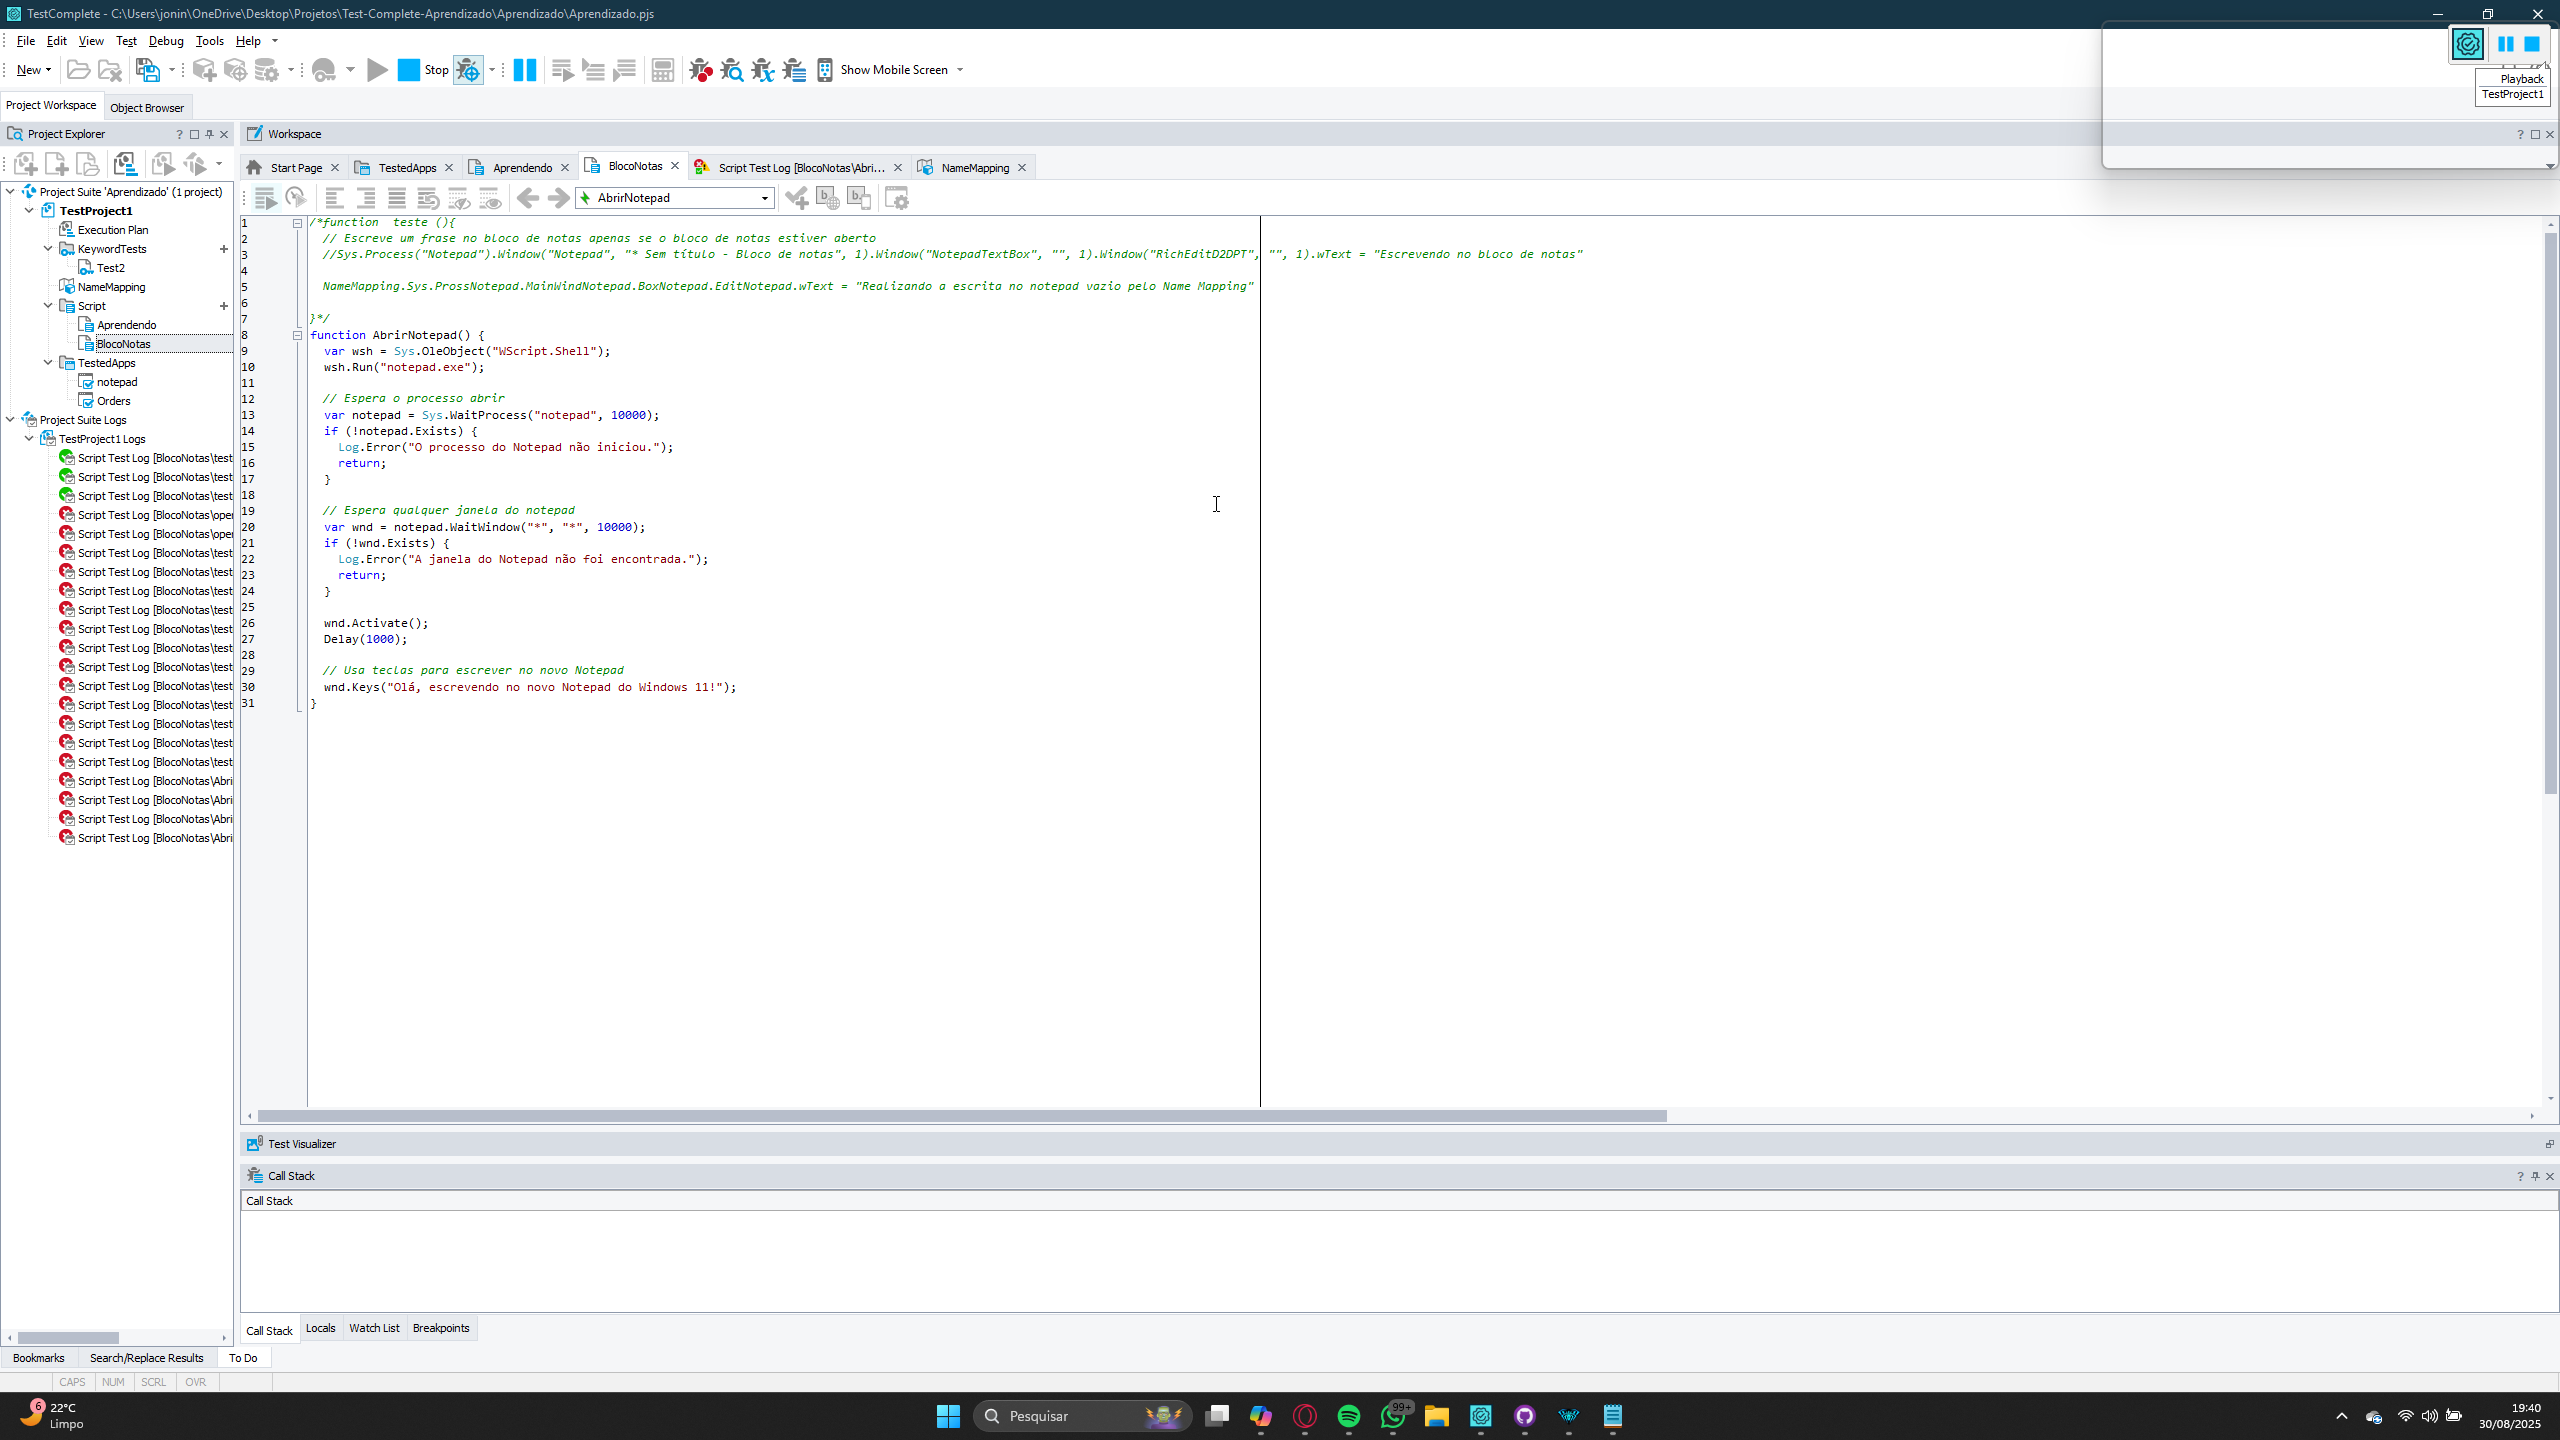 TestComplete - C:\Users\jonin\OneDrive\Desktop\Projetos\Test-Complete-Aprendizado\Aprendizado\Aprendizado.pjs
File Edit View Test Debug Tools Help
New Stop Show Mobile Screen
Playback
TestProject1
Project Workspace Object Browser
Project Explorer ?
Workspace ?
Start Page TestedApps Aprendendo BlocoNotas Script Test Log [BlocoNotas\Abri... NameMapping
AbrirNotepad
Project Suite 'Aprendizado' (1 project)
TestProject1
Execution Plan
KeywordTests
Test2
NameMapping
Script
Aprendendo
BlocoNotas
TestedApps
notepad
Orders
Project Suite Logs
TestProject1 Logs
Script Test Log [BlocoNotas\test
Script Test Log [BlocoNotas\test
Script Test Log [BlocoNotas\test
Script Test Log [BlocoNotas\ope
Script Test Log [BlocoNotas\ope
Script Test Log [BlocoNotas\test
Script Test Log [BlocoNotas\test
Script Test Log [BlocoNotas\test
Script Test Log [BlocoNotas\test
Script Test Log [BlocoNotas\test
Script Test Log [BlocoNotas\test
Script Test Log [BlocoNotas\test
Script Test Log [BlocoNotas\test
Script Test Log [BlocoNotas\test
Script Test Log [BlocoNotas\test
Script Test Log [BlocoNotas\test
Script Test Log [BlocoNotas\test
Script Test Log [BlocoNotas\Abri
Script Test Log [BlocoNotas\Abri
Script Test Log [BlocoNotas\Abri
Script Test Log [BlocoNotas\Abri
1 /*function  teste (){
2 // Escreve um frase no bloco de notas apenas se o bloco de notas estiver aberto
3 //Sys.Process("Notepad").Window("Notepad", "* Sem título - Bloco de notas", 1).Window("NotepadTextBox", "", 1).Window("RichEditD2DPT", "", 1).wText = "Escrevendo no bloco de notas"
4
5 NameMapping.Sys.ProssNotepad.MainWindNotepad.BoxNotepad.EditNotepad.wText = "Realizando a escrita no notepad vazio pelo Name Mapping"
6
7 }*/
8 function AbrirNotepad() {
9 var wsh = Sys.OleObject("WScript.Shell");
10 wsh.Run("notepad.exe");
11
12 // Espera o processo abrir
13 var notepad = Sys.WaitProcess("notepad", 10000);
14 if (!notepad.Exists) {
15 Log.Error("O processo do Notepad não iniciou.");
16 return;
17 }
18
19 // Espera qualquer janela do notepad
20 var wnd = notepad.WaitWindow("*", "*", 10000);
21 if (!wnd.Exists) {
22 Log.Error("A janela do Notepad não foi encontrada.");
23 return;
24 }
25
26 wnd.Activate();
27 Delay(1000);
28
29 // Usa teclas para escrever no novo Notepad
30 wnd.Keys("Olá, escrevendo no novo Notepad do Windows 11!");
31 }
Test Visualizer
Call Stack ?
Call Stack
Call Stack Locals Watch List Breakpoints
Bookmarks Search/Replace Results To Do
CAPS NUM SCRL OVR
6 22°C
Limpo
Pesquisar
99+
19:40
30/08/2025